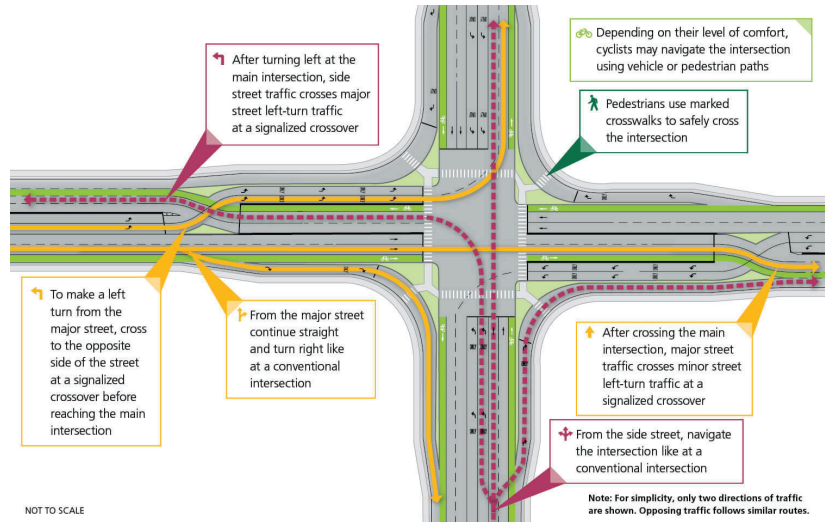 After turning left at the
main intersection, side
street traffic crosses major
street left-turn traffic
at a signalized crossover
Depending on their level of comfort,
cyclists may navigate the intersection
using vehicle or pedestrian paths
Pedestrians use marked
crosswalks to safely cross
the intersection
To make a left
turn from the
major street, cross
to the opposite
side of the street
at a signalized
crossover before
reaching the main
intersection
From the major street
continue straight
and turn right like
at a conventional
intersection
After crossing the main
intersection, major street
traffic crosses minor street
left-turn traffic at a
signalized crossover
From the side street, navigate
the intersection like at a
conventional intersection
NOT TO SCALE
Note: For simplicity, only two directions of traffic
are shown. Opposing traffic follows similar routes.